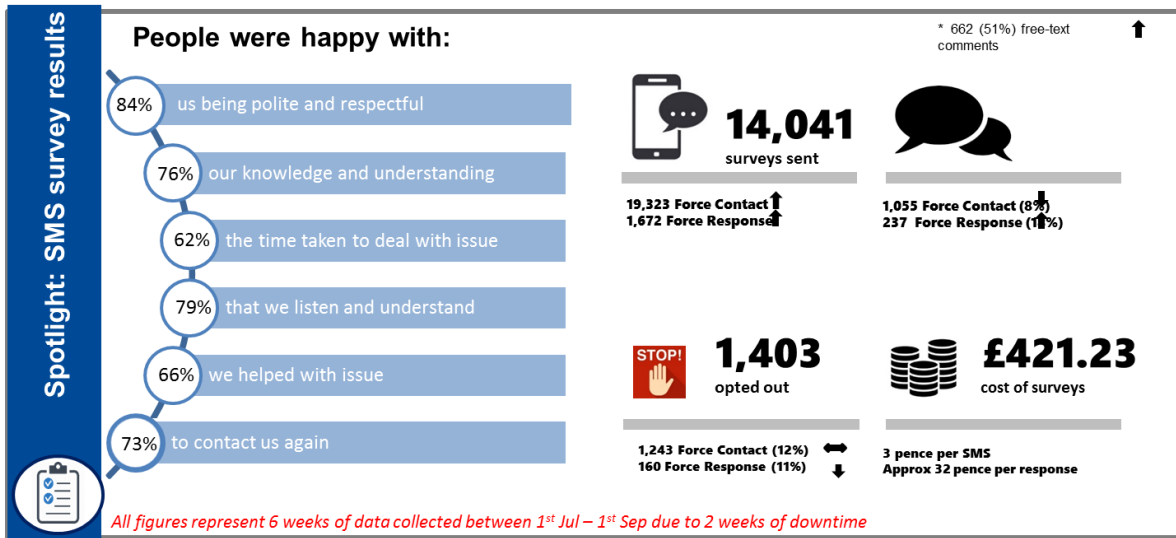 Spotlight: SMS survey results
People were happy with:
84% us being polite and respectful
76% our knowledge and understanding
62% the time taken to deal with issue
79% that we listen and understand
66% we helped with issue
73% to contact us again
* 662 (51%) free-text
comments
14,041
surveys sent
19,323 Force Contact
1,672 Force Response
1,055 Force Contact (8%)
237 Force Response
STOP!
1,403
opted out
1,243 Force Contact (12%)
160 Force Response (11%)
£421.23
cost of surveys
3 pence per SMS
Approx 32 pence per response
All figures represent 6 weeks of data collected between 1st Jul – 1st Sep due to 2 weeks of downtime